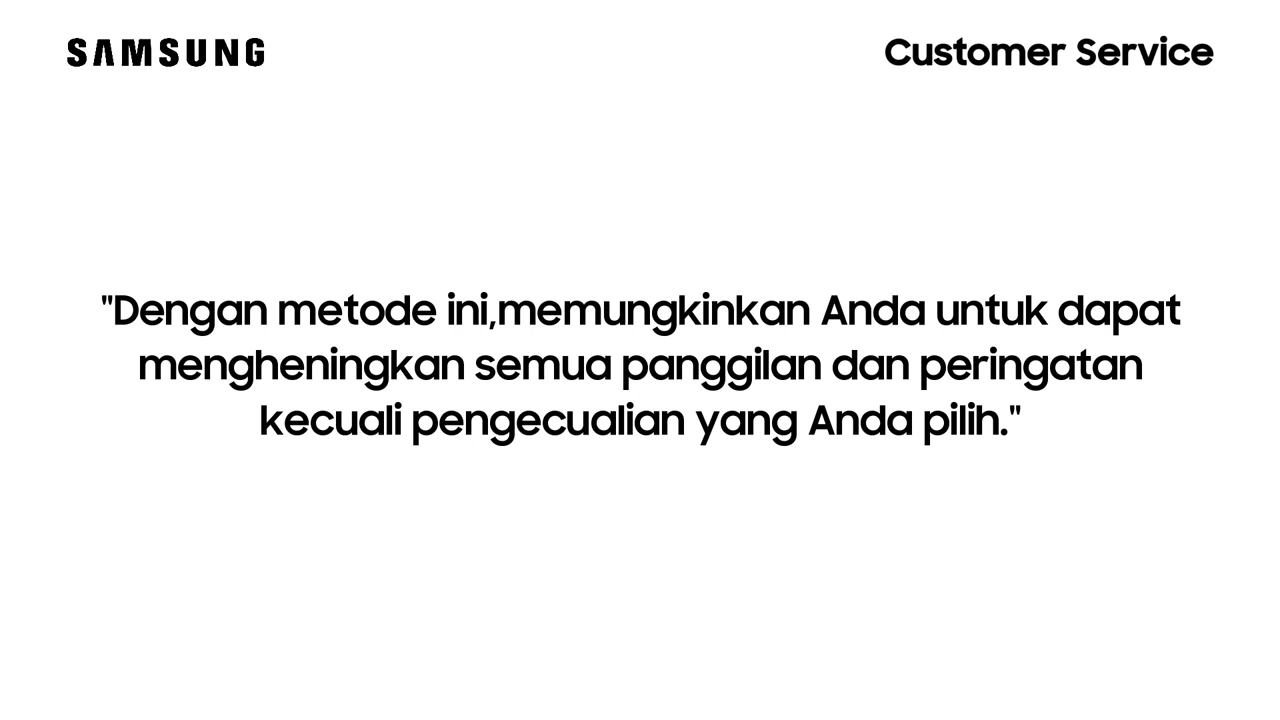 SAMSUNG
Customer Service
"Dengan metode ini,memungkinkan Anda untuk dapat
mengheningkan semua panggilan dan peringatan
kecuali pengecualian yang Anda pilih."